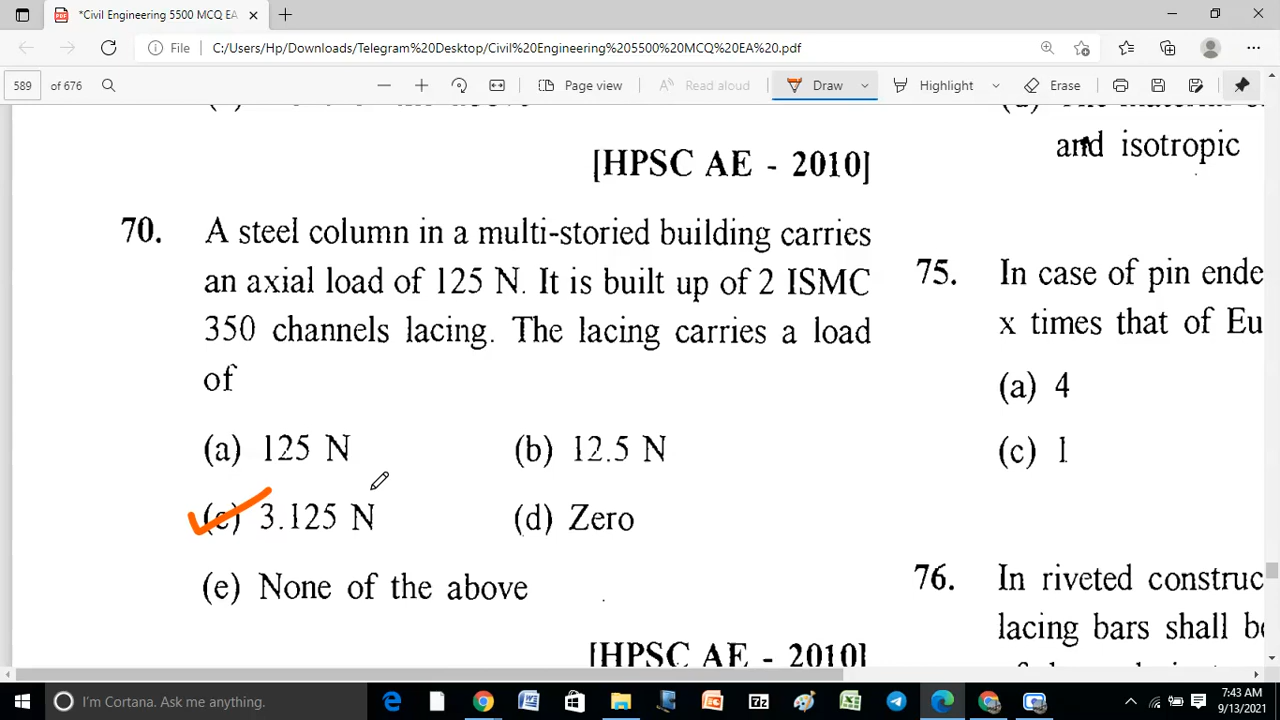 *Civil Engineering 5500 MCQ EA
File
C:/Users/Hp/Downloads/Telegram%20Desktop/Civil%20Engineering%205500%20MCQ%20EA%20.pdf
589 of 676
Page view
Read aloud
Draw
Highlight
Erase
[HPSC AE - 2010]
70. A steel column in a multi-storied building carries
an axial load of 125 N. It is built up of 2 ISMC
350 channels lacing. The lacing carries a load
of
(a) 125 N (b) 12.5 N
(c) 3.125 N (d) Zero
(e) None of the above
[HPSC AE - 2010]
and isotropic
75. In case of pin ende
x times that of Eu
(a) 4
(c) 1
76. In riveted construc
lacing bars shall be
I'm Cortana. Ask me anything.
7:43 AM
9/13/2021